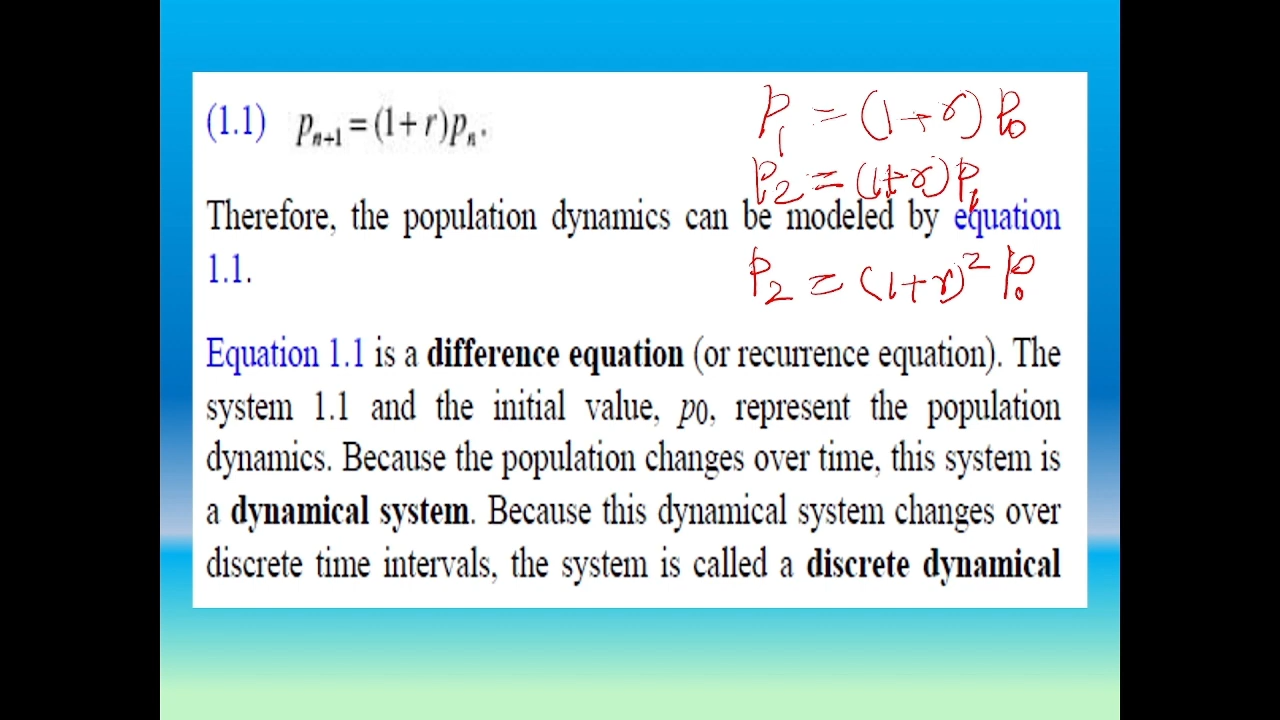 (1.1) pₙ₊₁ = (1+ r)pₙ.
p₁ = (1+r) p₀
p₂ = (1+r) p₁
Therefore, the population dynamics can be modeled by equation
1.1.
p₂ = (1+r)² p₀
Equation 1.1 is a difference equation (or recurrence equation). The
system 1.1 and the initial value, p0, represent the population
dynamics. Because the population changes over time, this system is
a dynamical system. Because this dynamical system changes over
discrete time intervals, the system is called a discrete dynamical